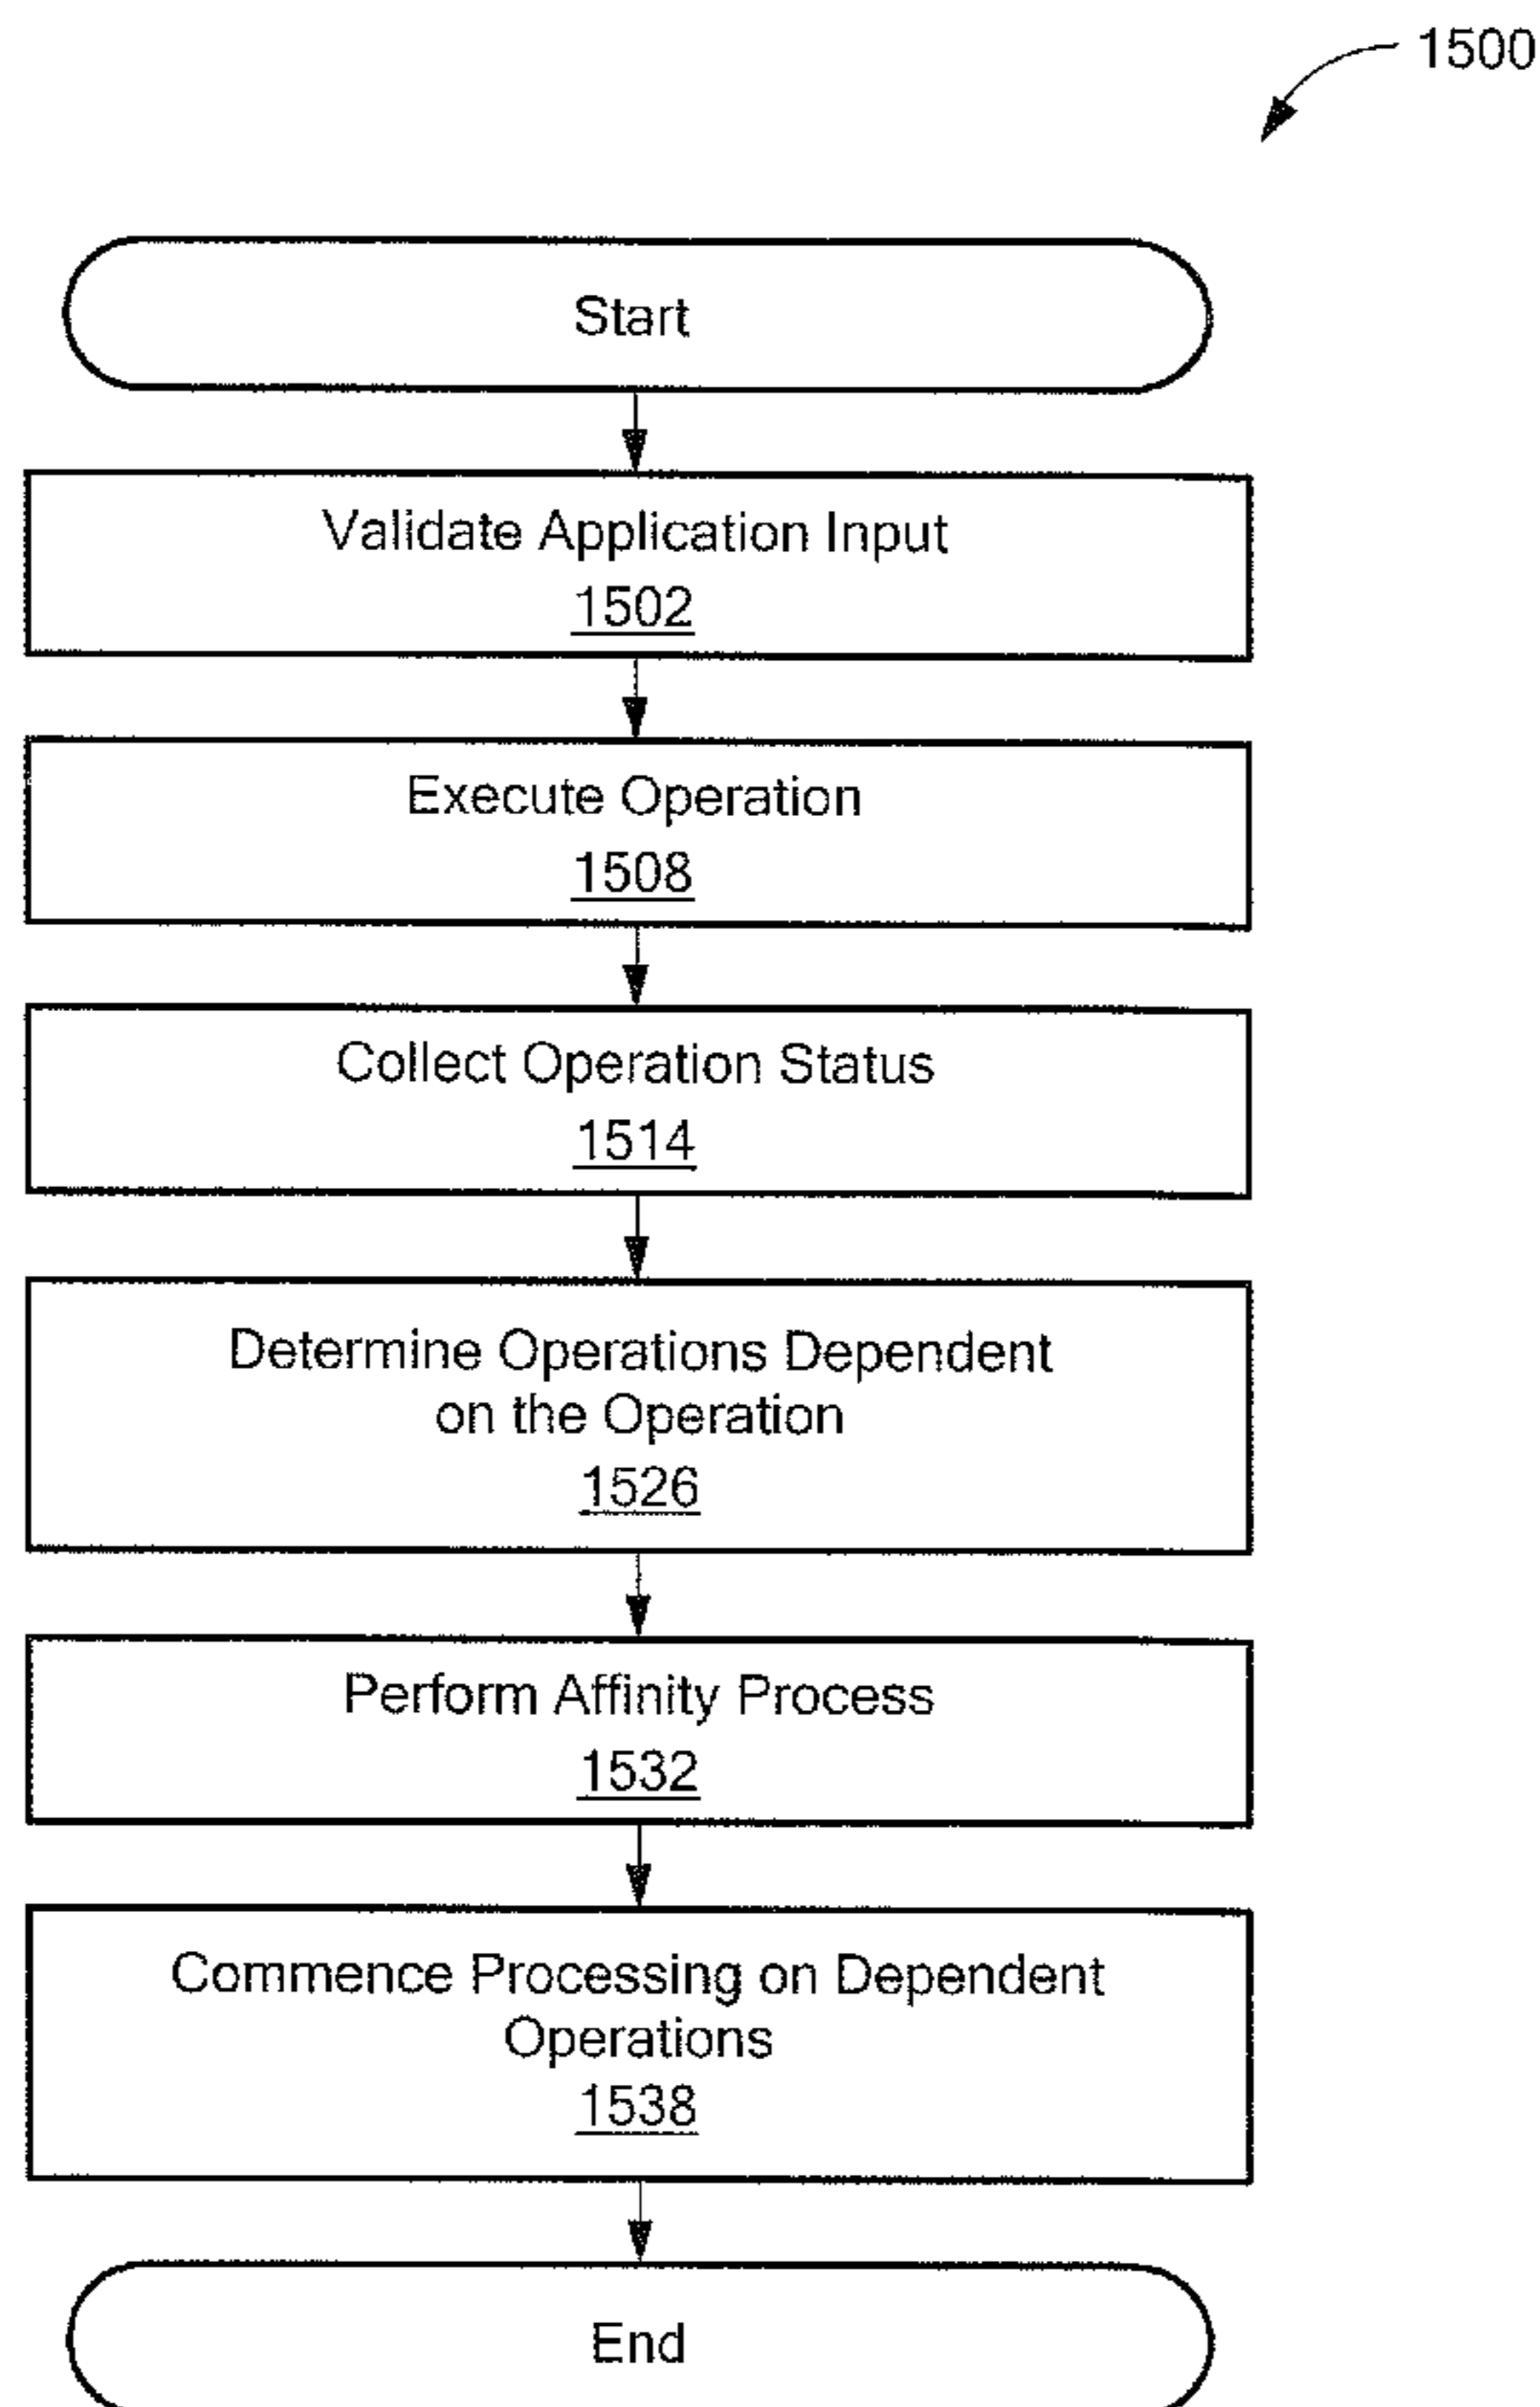 1500
Start
Validate Application Input
1502
Execute Operation
1508
Collect Operation Status
1514
Determine Operations Dependent
on the Operation
1526
Perform Affinity Process
1532
Commence Processing on Dependent
Operations
1538
End